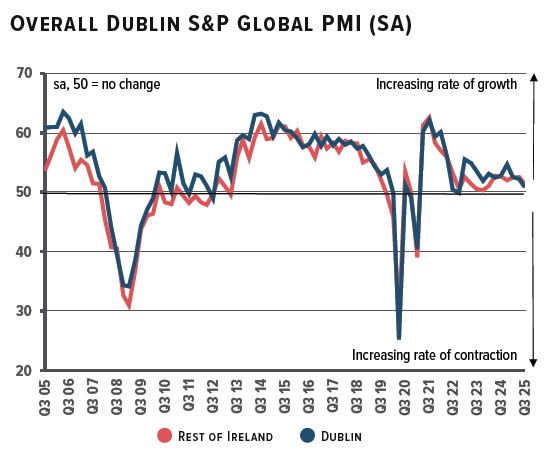 OVERALL DUBLIN S&P GLOBAL PMI (SA)
70
60
50
40
30
20
sa, 50 = no change
Increasing rate of growth
Increasing rate of contraction
Q3 05
Q3 06
Q3 07
Q3 08
Q3 09
Q3 10
Q3 11
Q3 12
Q3 13
Q3 14
Q3 15
Q3 16
Q3 17
Q3 18
Q3 19
Q3 20
Q3 21
Q3 22
Q3 23
Q3 24
Q3 25
REST OF IRELAND
DUBLIN